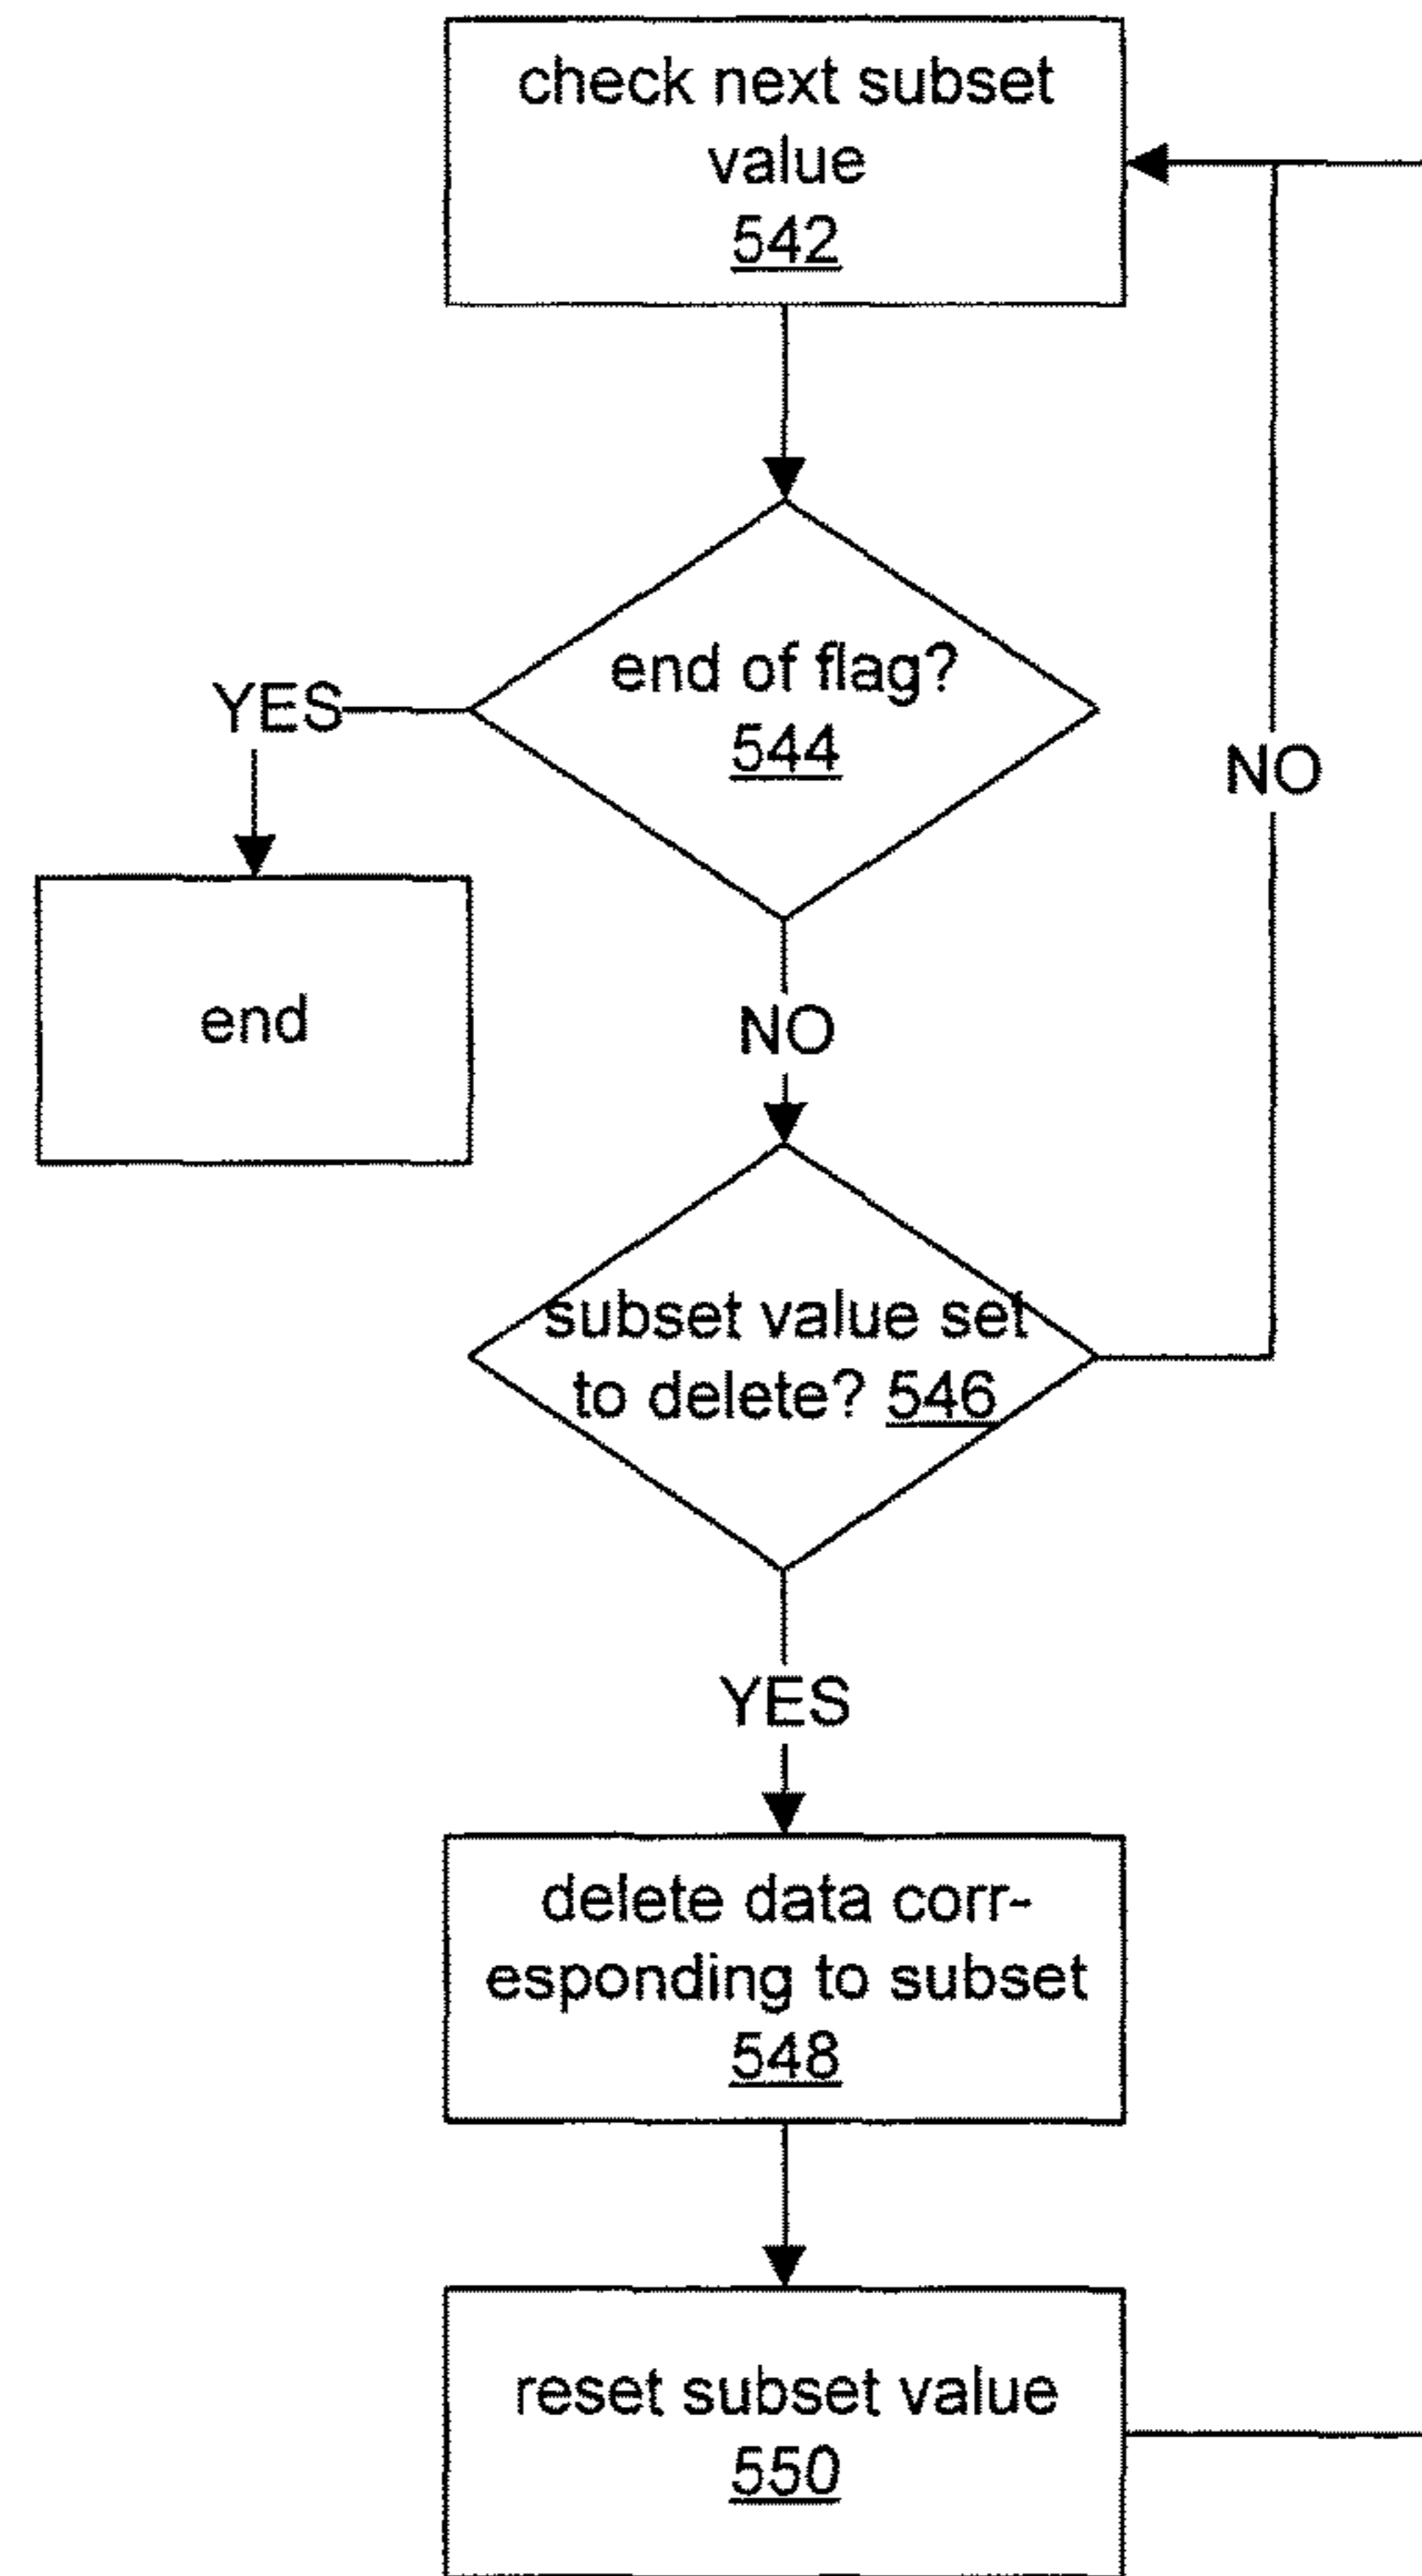 check next subset
value
542
end of flag?
544
YES
NO
end
NO
subset value set
to delete? 546
YES
delete data corr-
esponding to subset
548
reset subset value
550